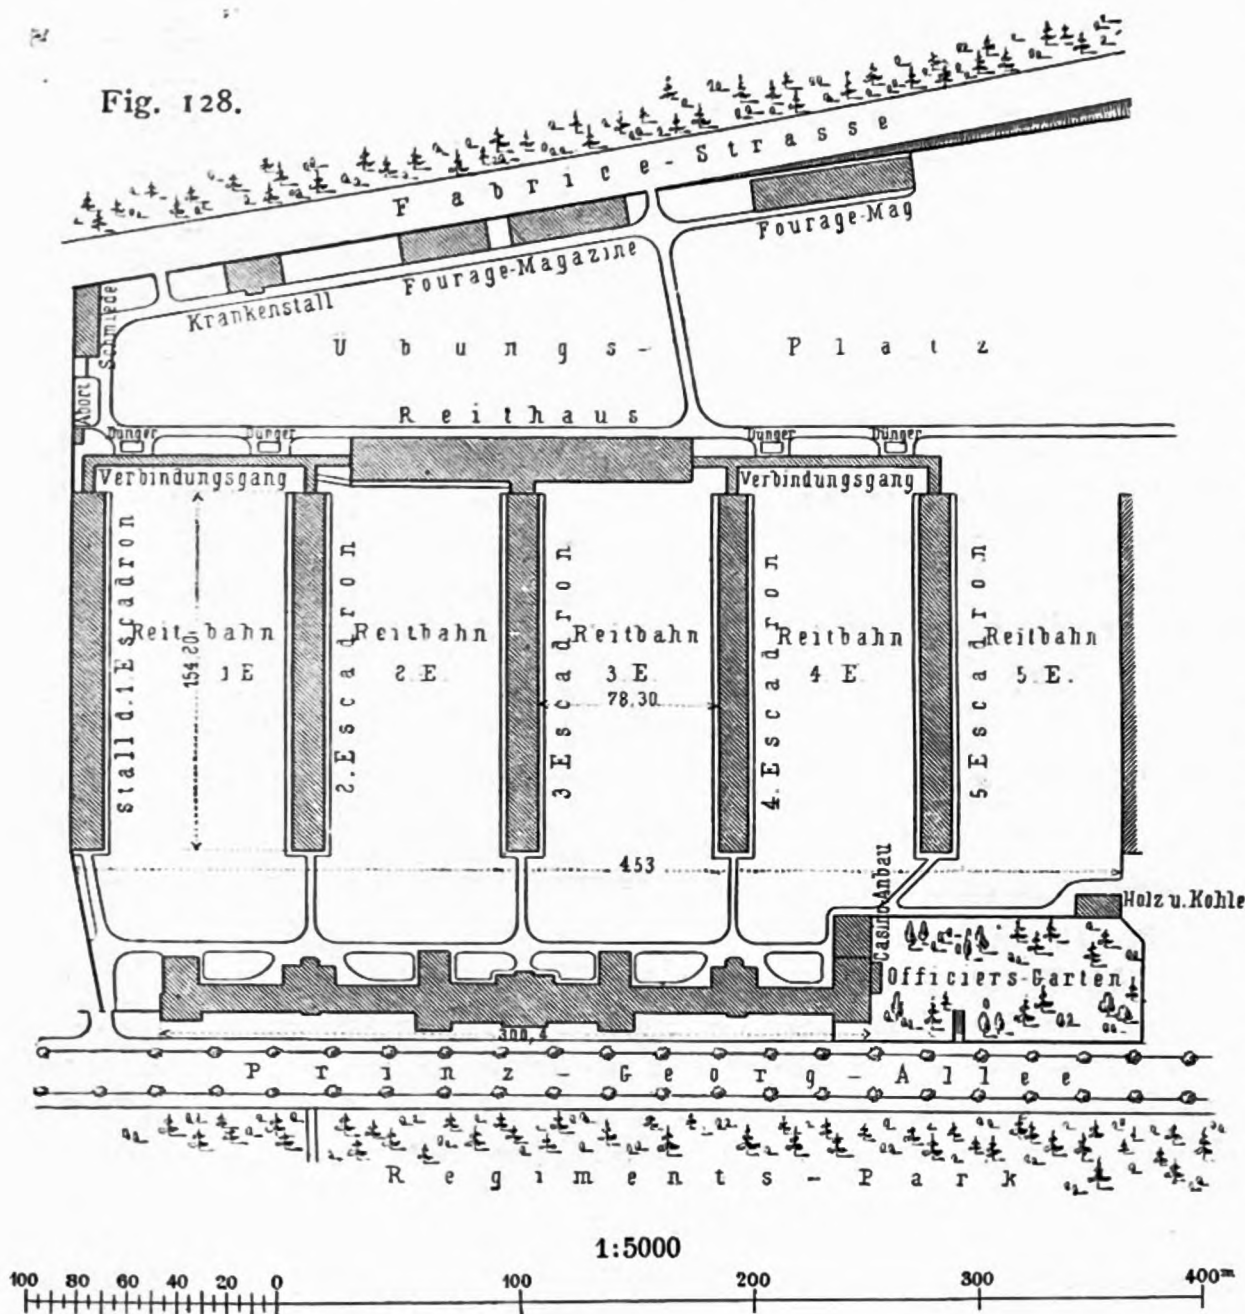 Fig. 128.
Fabrice-Strasse
Fourage-Mag
Fourage-Magazine
Krankenstall
Schmiede
Übungs-Platz
Abort
Reithaus
Dünger
Dünger
Dünger
Dünger
Verbindungsgang
Verbindungsgang
Stall d. 1. Escadron
2. Escadron
3 Escadron
4. Escadron
5. Escadron
154,20
Reitbahn
1 E
Reitbahn
2. E.
Reitbahn
3. E.
Reitbahn
4. E
Reitbahn
5. E.
78,30
453
Casino-Anbau
Holz u. Kohle
Officiers-Garten
300,4
Prinz-Georg-Allee
Regiments-Park
1:5000
100 80 60 40 20 0 100 200 300 400m